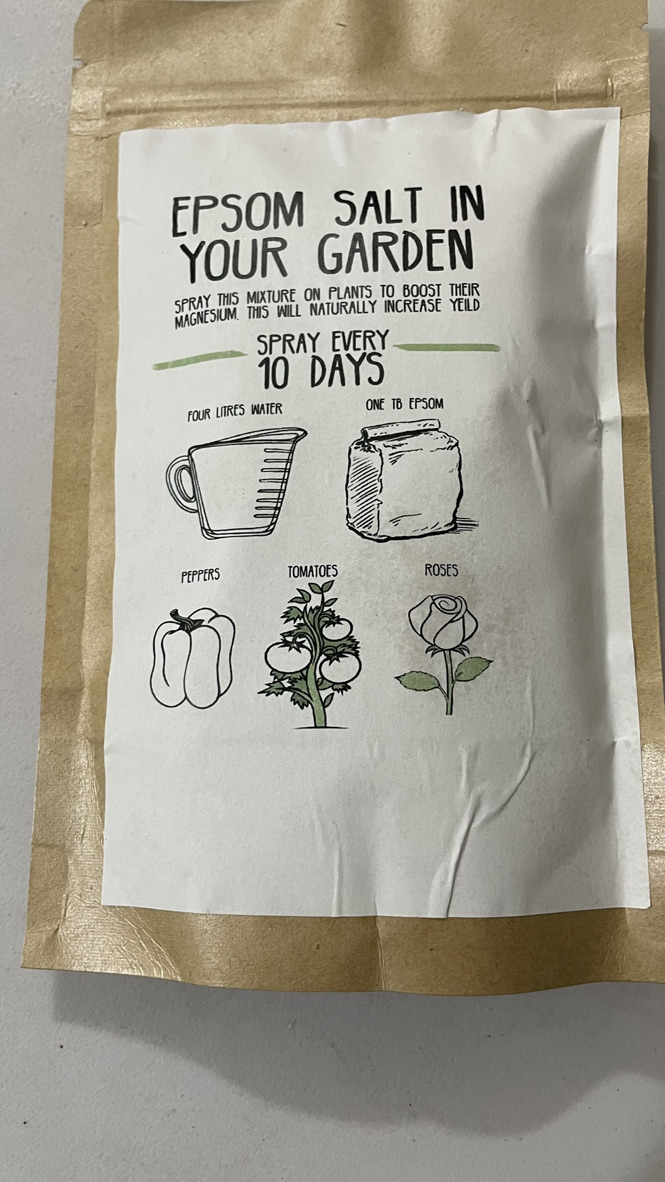 EPSOM SALT IN
YOUR GARDEN
SPRAY THIS MIXTURE ON PLANTS TO BOOST THEIR
MAGNESIUM. THIS WILL NATURALLY INCREASE YEILD
SPRAY EVERY
10 DAYS
FOUR LITRES WATER
ONE TB EPSOM
PEPPERS
TOMATOES
ROSES